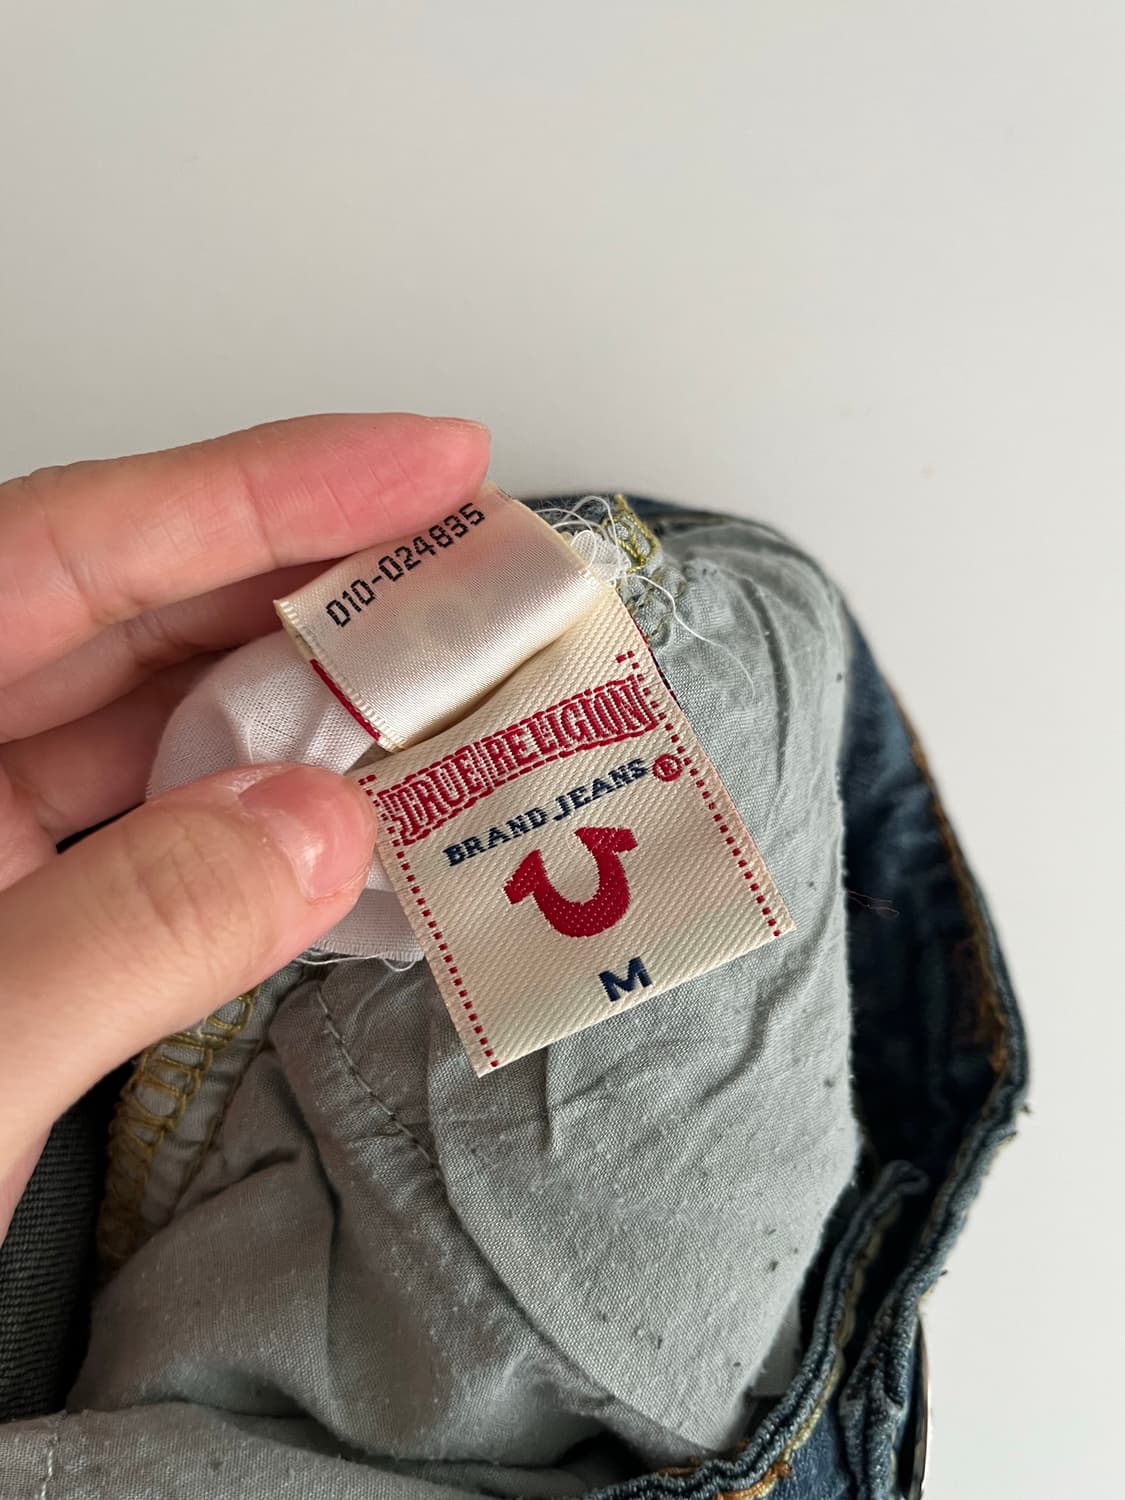 010-024835
TRUE RELIGION
BRAND JEANS ®
M